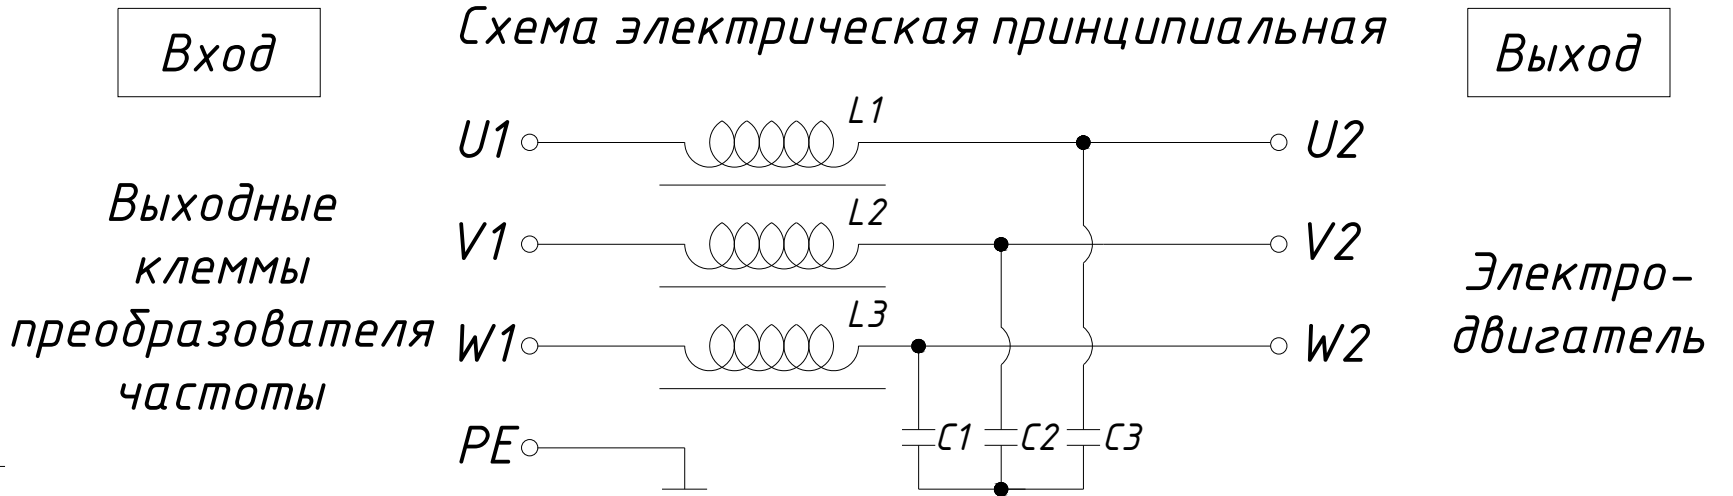 Вход
Схема электрическая принципиальная
Выход
L1
U1
U2
Выходные
клеммы
преобразователя
частоты
L2
V1
V2
Электро-
двигатель
L3
W1
W2
PE
C1
C2
C3